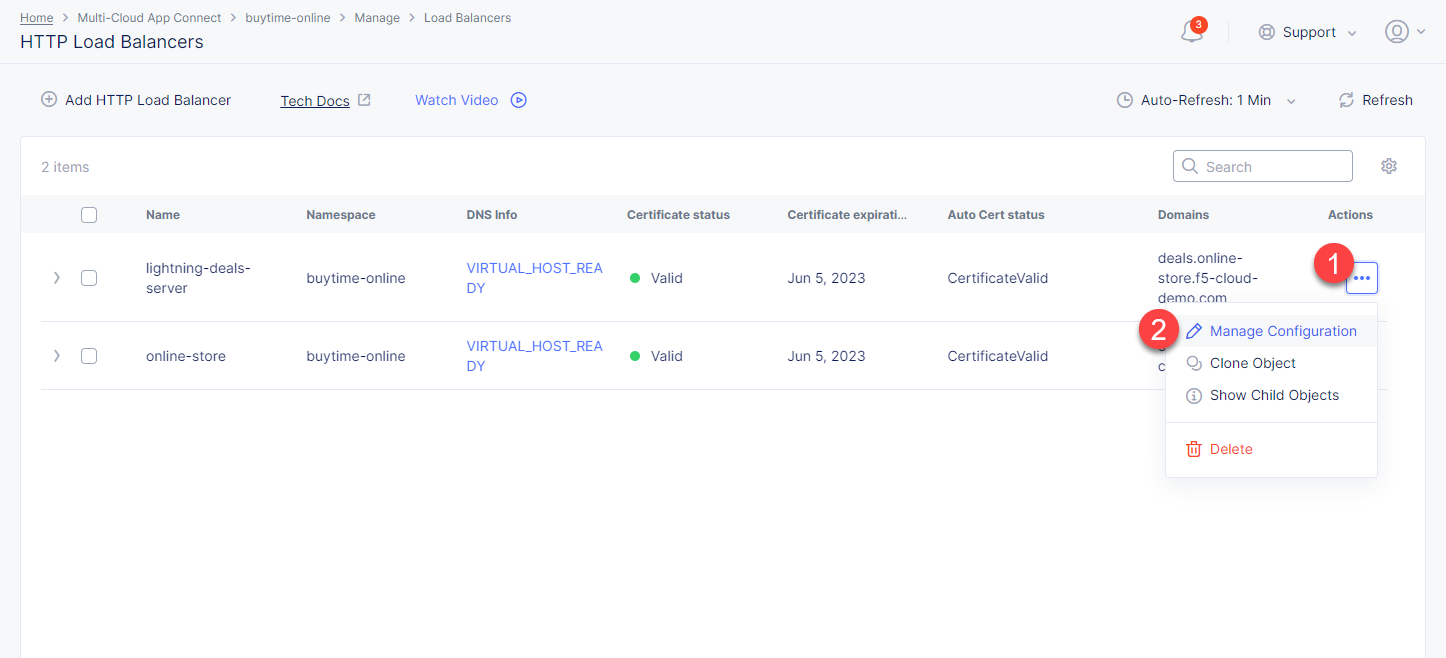 Home > Multi-Cloud App Connect > buytime-online > Manage > Load Balancers
HTTP Load Balancers
3
Support
Add HTTP Load Balancer
Tech Docs
Watch Video
Auto-Refresh: 1 Min
Refresh
2 items
Search
Name Namespace DNS Info Certificate status Certificate expirati... Auto Cert status Domains Actions
lightning-deals-
server
buytime-online
VIRTUAL_HOST_REA
DY
Valid
Jun 5, 2023
CertificateValid
deals.online-
store.f5-cloud-
demo.com
1
online-store
buytime-online
VIRTUAL_HOST_REA
DY
Valid
Jun 5, 2023
CertificateValid
2
Manage Configuration
Clone Object
Show Child Objects
Delete